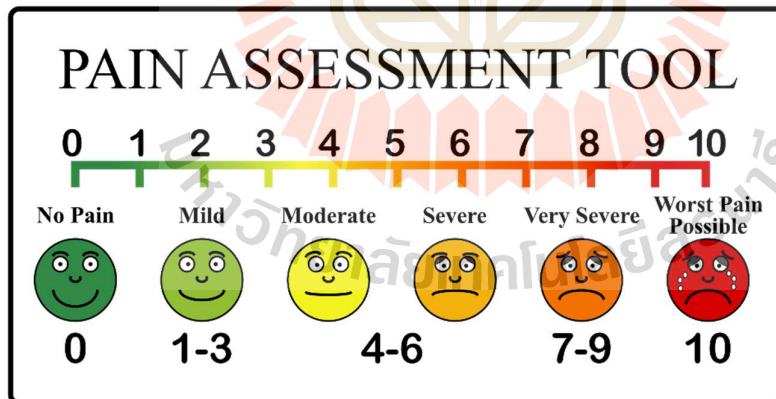 PAIN ASSESSMENT TOOL
0 1 2 3 4 5 6 7 8 9 10
No Pain Mild Moderate Severe Very Severe Worst Pain Possible
0 1-3 4-6 7-9 10